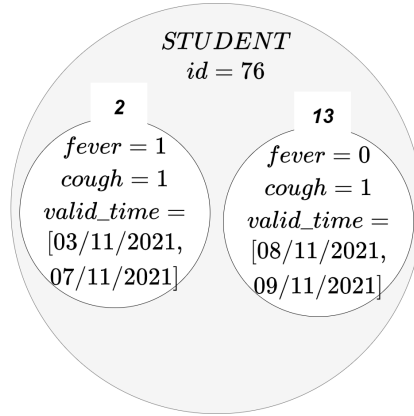 STUDENT
id = 76
2
fever = 1
cough = 1
valid_time =
[03/11/2021,
07/11/2021]
13
fever = 0
cough = 1
valid_time =
[08/11/2021,
09/11/2021]